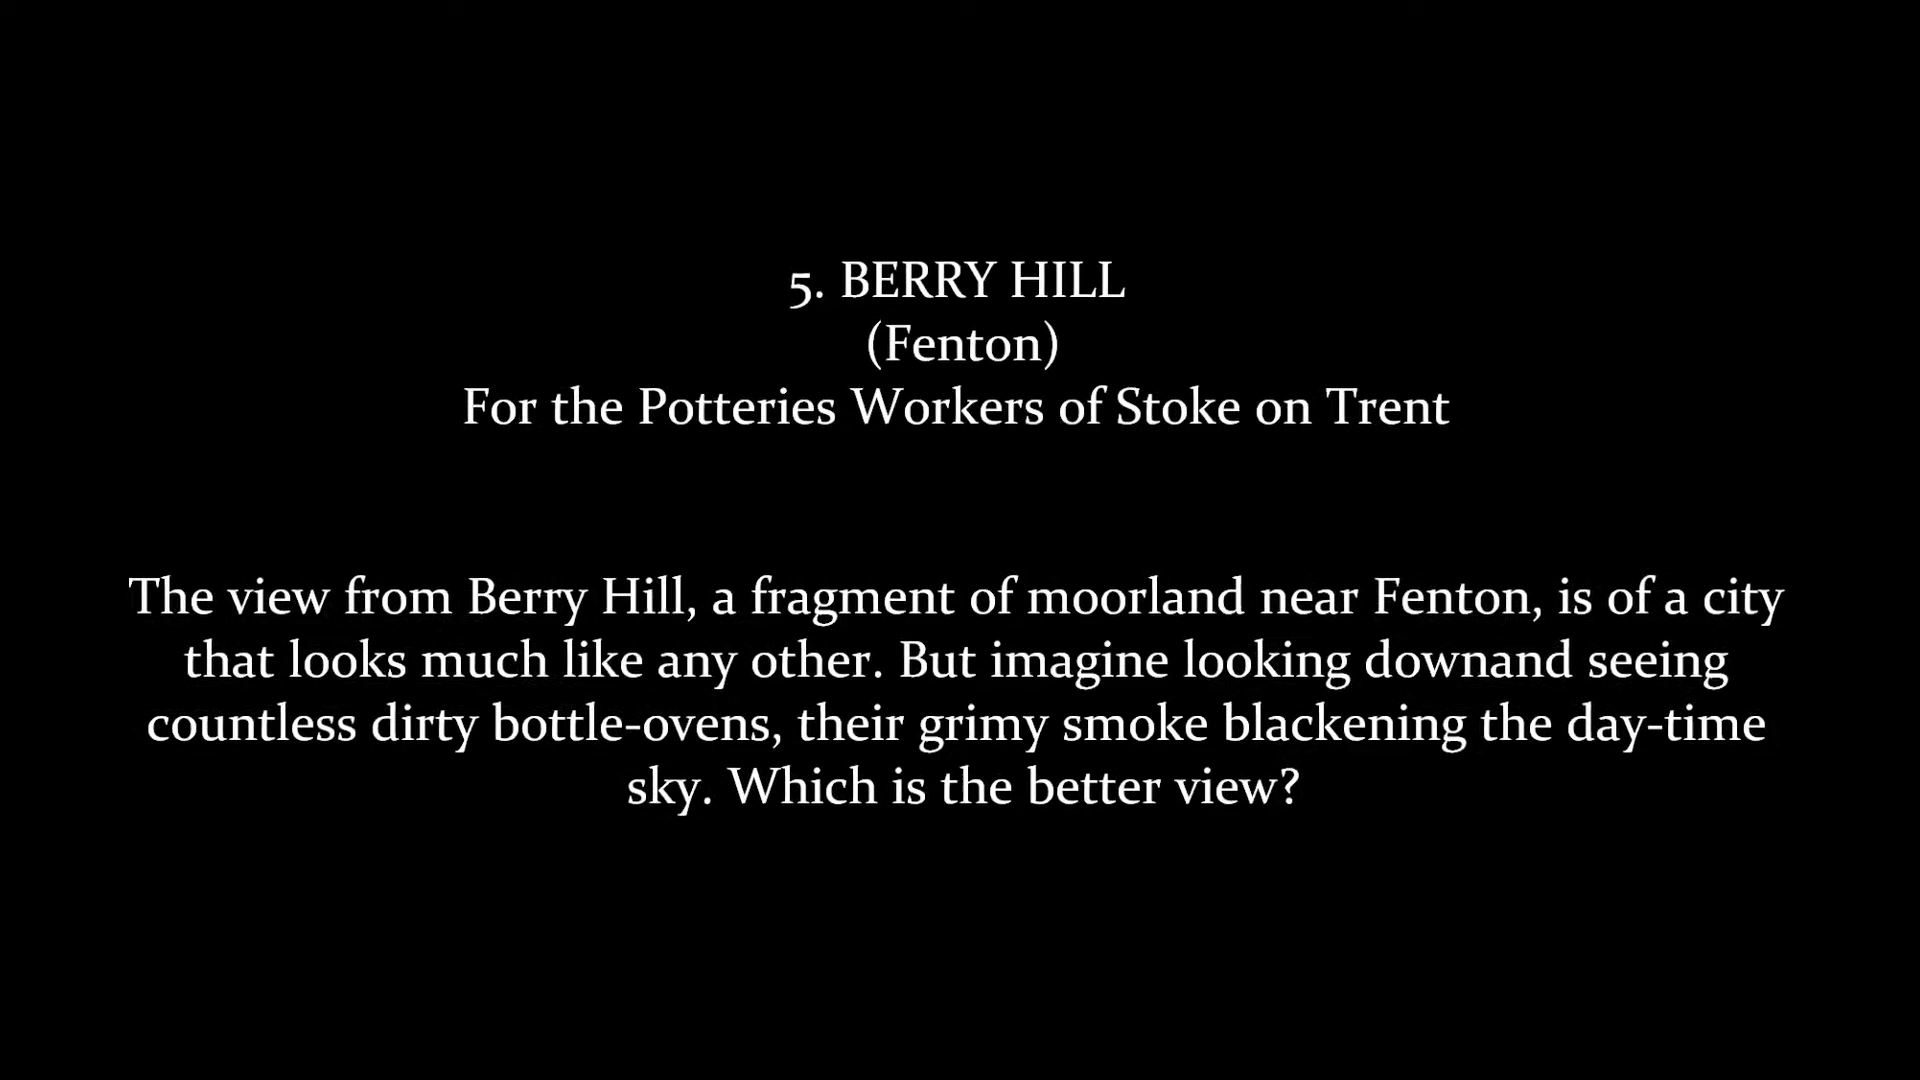 5. BERRY HILL
(Fenton)
For the Potteries Workers of Stoke on Trent
The view from Berry Hill, a fragment of moorland near Fenton, is of a city
that looks much like any other. But imagine looking downand seeing
countless dirty bottle-ovens, their grimy smoke blackening the day-time
sky. Which is the better view?